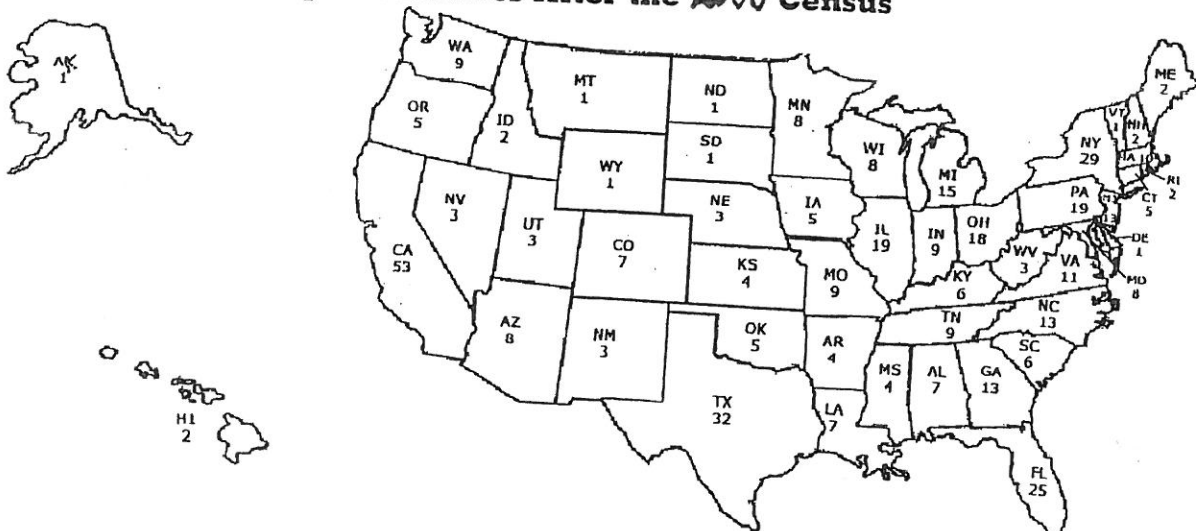 After the 2000 Census
AK
1
WA
9
MT
1
ND
1
MN
8
ME
2
VT
1
NH
2
OR
5
ID
2
SD
1
WI
8
NY
29
MI
15
WY
1
RI
2
CT
5
PA
19
NJ
13
NV
3
NE
3
IA
5
UT
3
IL
19
IN
9
OH
18
DE
1
CA
53
CO
7
WV
3
VA
11
MD
8
KS
4
MO
9
KY
6
AZ
8
NM
3
OK
5
AR
4
TN
9
NC
13
SC
6
MS
4
AL
7
GA
13
TX
32
LA
7
HI
2
FL
25